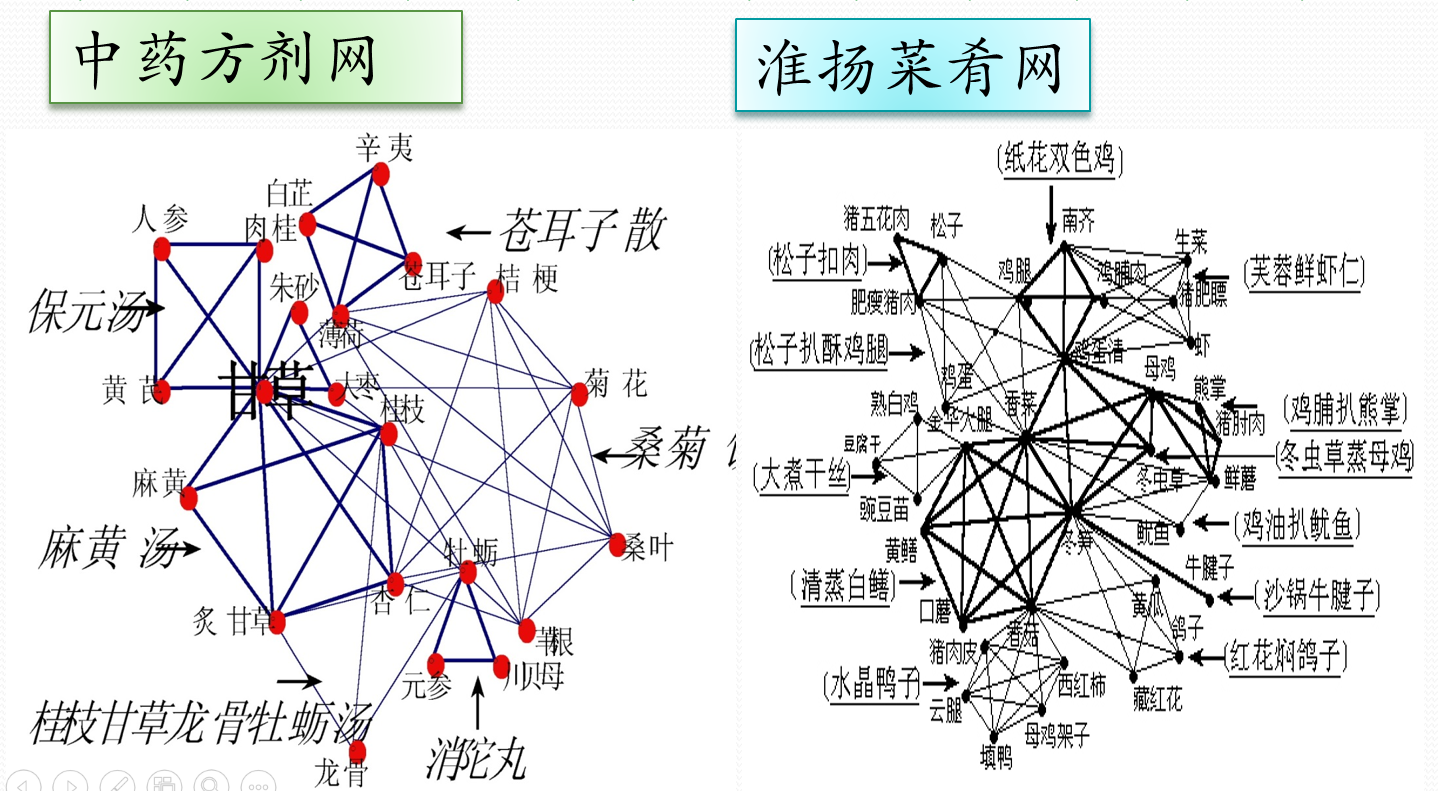 中药方剂网
淮扬菜肴网
辛夷
白芷
人参
肉桂
苍耳子散
苍耳子
桔梗
朱砂
保元汤
薄荷
黄芪
甘草
大枣
菊花
桂枝
桑菊
麻黄
麻黄汤
牡蛎
桑叶
杏仁
炙甘草
苇根
元参
川贝母
桂枝甘草龙骨牡蛎汤
消陀丸
龙骨
(纸花双色鸡)
猪五花肉
松子
南齐
生菜
(松子扣肉)
鸡腿
鸡脯肉
(芙蓉鲜虾仁)
肥瘦猪肉
猪肥膘
(松子扒酥鸡腿)
鸡蛋清
虾
母鸡
鸡蛋
熊掌
熟白鸡
金华大腿
香菜
猪肘肉
(鸡脯扒熊掌)
豆腐干
(冬虫草蒸母鸡)
(大煮干丝)
冬虫草
鲜蘑
豌豆苗
鱿鱼
(鸡油扒鱿鱼)
黄鳝
冬笋
牛腱子
(清蒸白鳝)
(沙锅牛腱子)
口蘑
黄瓜
香菇
鸽子
猪肉皮
(红花焖鸽子)
(水晶鸭子)
西红柿
云腿
藏红花
母鸡架子
填鸭